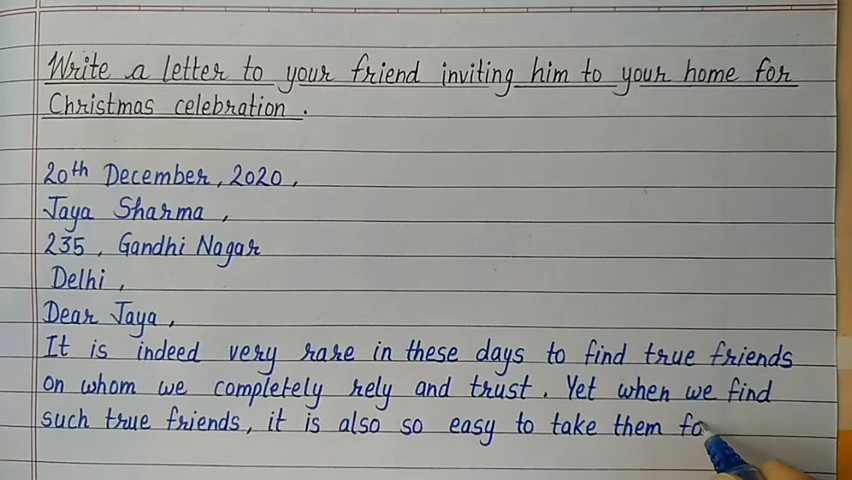 Write a letter to your friend inviting him to your home for
Christmas celebration.
20th December, 2020,
Jaya Sharma,
235, Gandhi Nagar
Delhi,
Dear Jaya,
It is indeed very rare in these days to find true friends
on whom we completely rely and trust. Yet when we find
such true friends, it is also so easy to take them fo